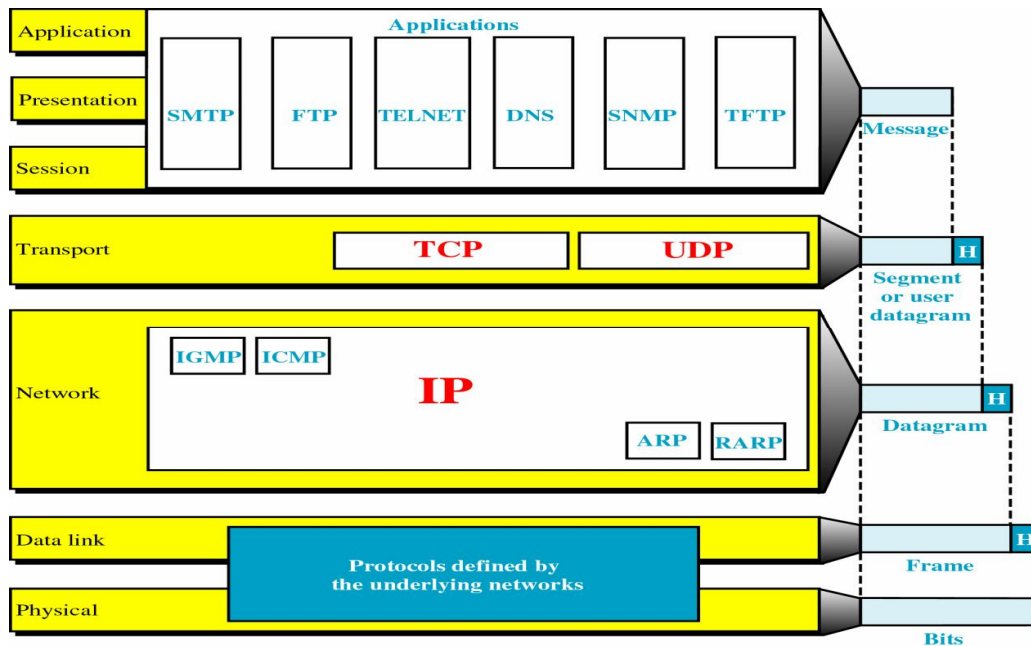 Application
Applications
Presentation
SMTP
FTP
TELNET
DNS
SNMP
TFTP
Message
Session
Transport
TCP
UDP
H
Segment
or user
datagram
Network
IGMP
ICMP
IP
ARP
RARP
H
Datagram
Data link
Protocols defined by
the underlying networks
H
Frame
Physical
Bits